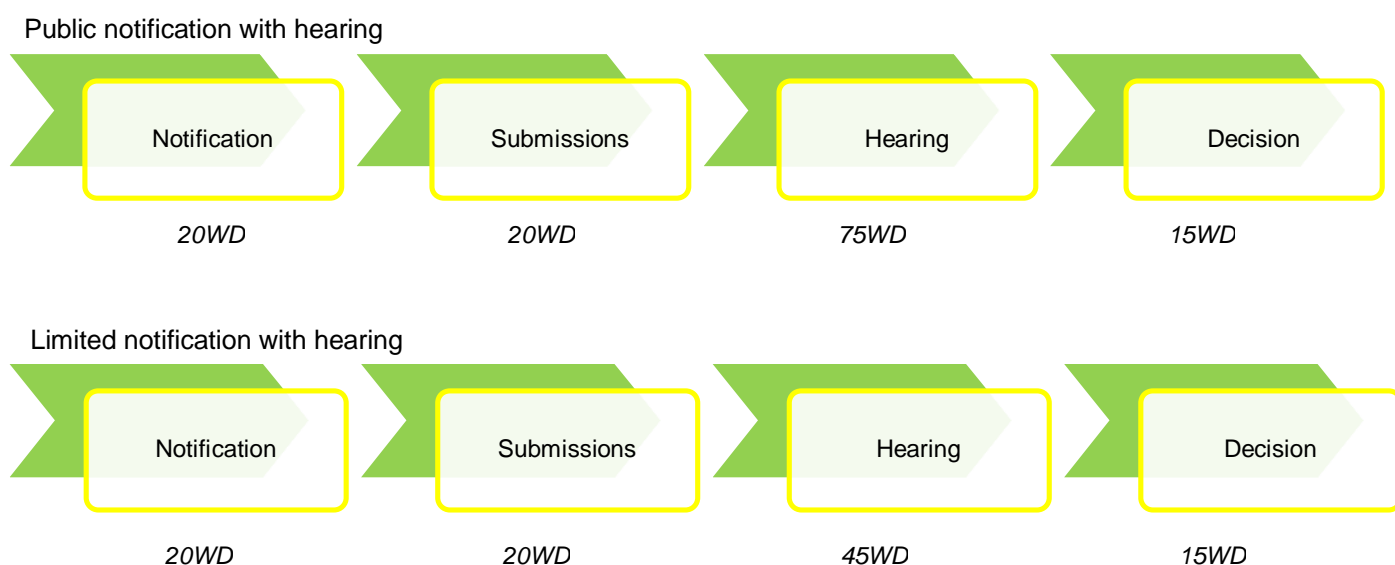 Public notification with hearing
Notification
Submissions
Hearing
Decision
20WD
20WD
75WD
15WD
Limited notification with hearing
Notification
Submissions
Hearing
Decision
20WD
20WD
45WD
15WD